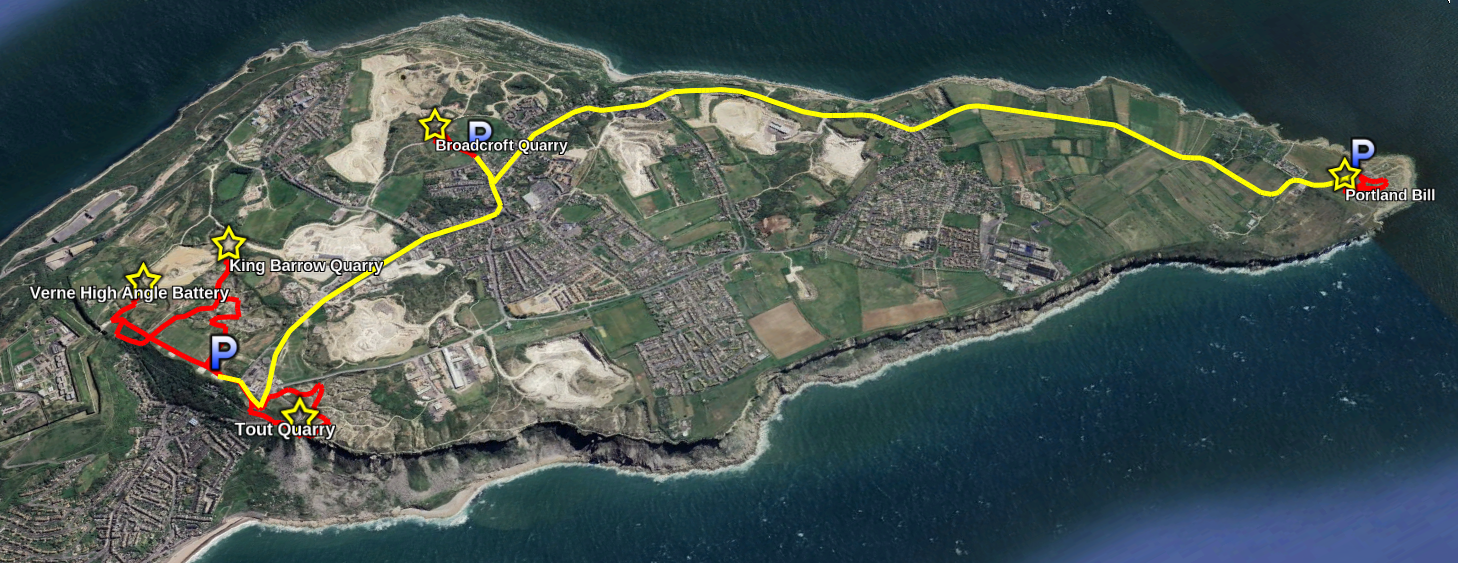 P
Broadcroft Quarry
P
Portland Bill
King Barrow Quarry
Verne High Angle Battery
P
Tout Quarry